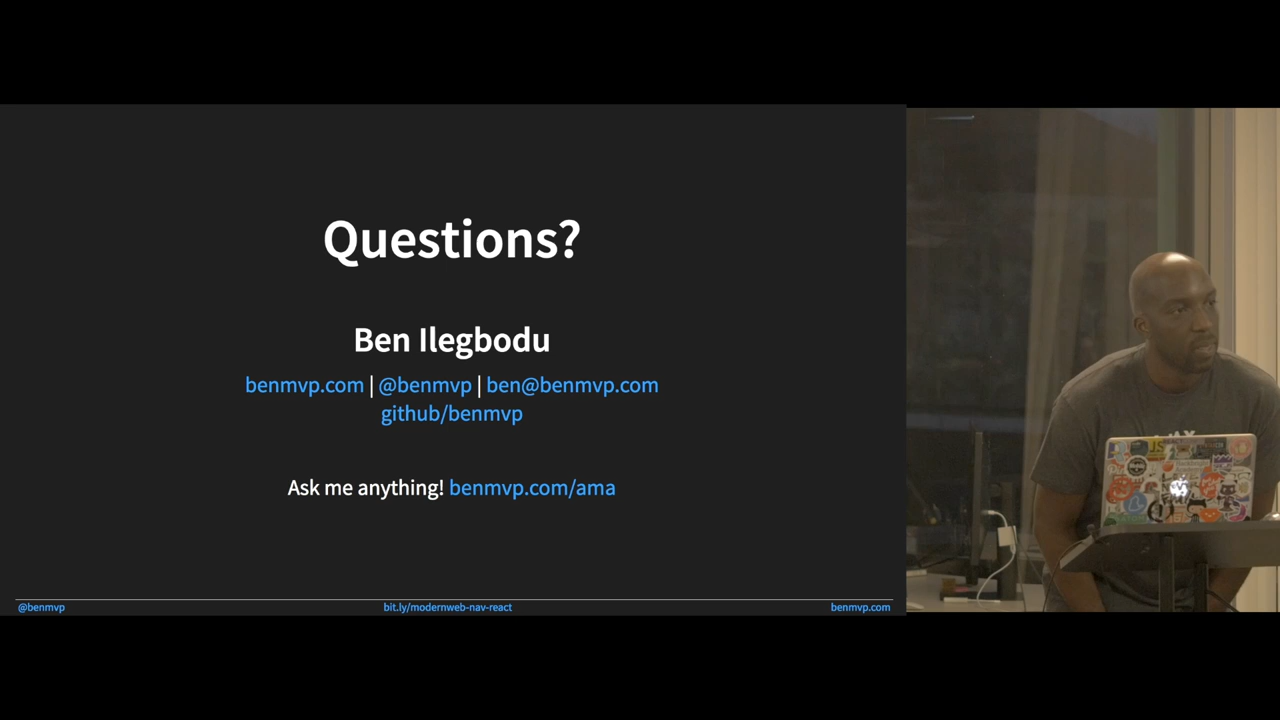 Questions?
Ben Ilegbodu
benmvp.com | @benmvp | ben@benmvp.com
github/benmvp
Ask me anything! benmvp.com/ama
@benmvp bit.ly/modernweb-nav-react benmvp.com
JS